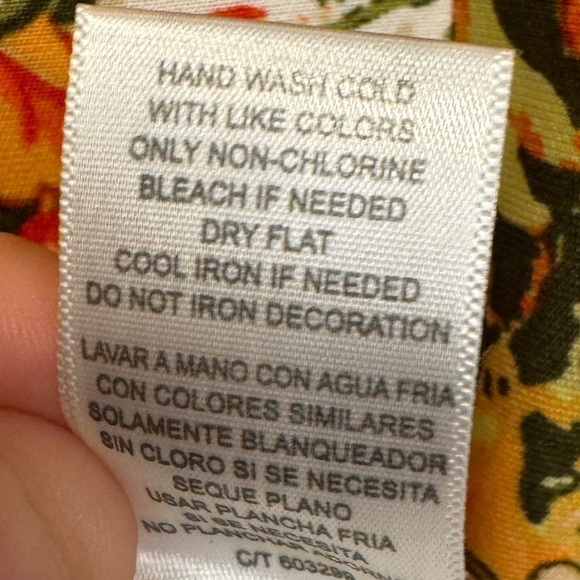 HAND WASH COLD
WITH LIKE COLORS
ONLY NON-CHLORINE
BLEACH IF NEEDED
DRY FLAT
COOL IRON IF NEEDED
DO NOT IRON DECORATION
LAVAR A MANO CON AGUA FRIA
CON COLORES SIMILARES
SOLAMENTE BLANQUEADOR
SIN CLORO SI SE NECESITA
SEQUE PLANO
USAR PLANCHA FRIA
SI SE NECESITA
NO PLANCHAR
C/T